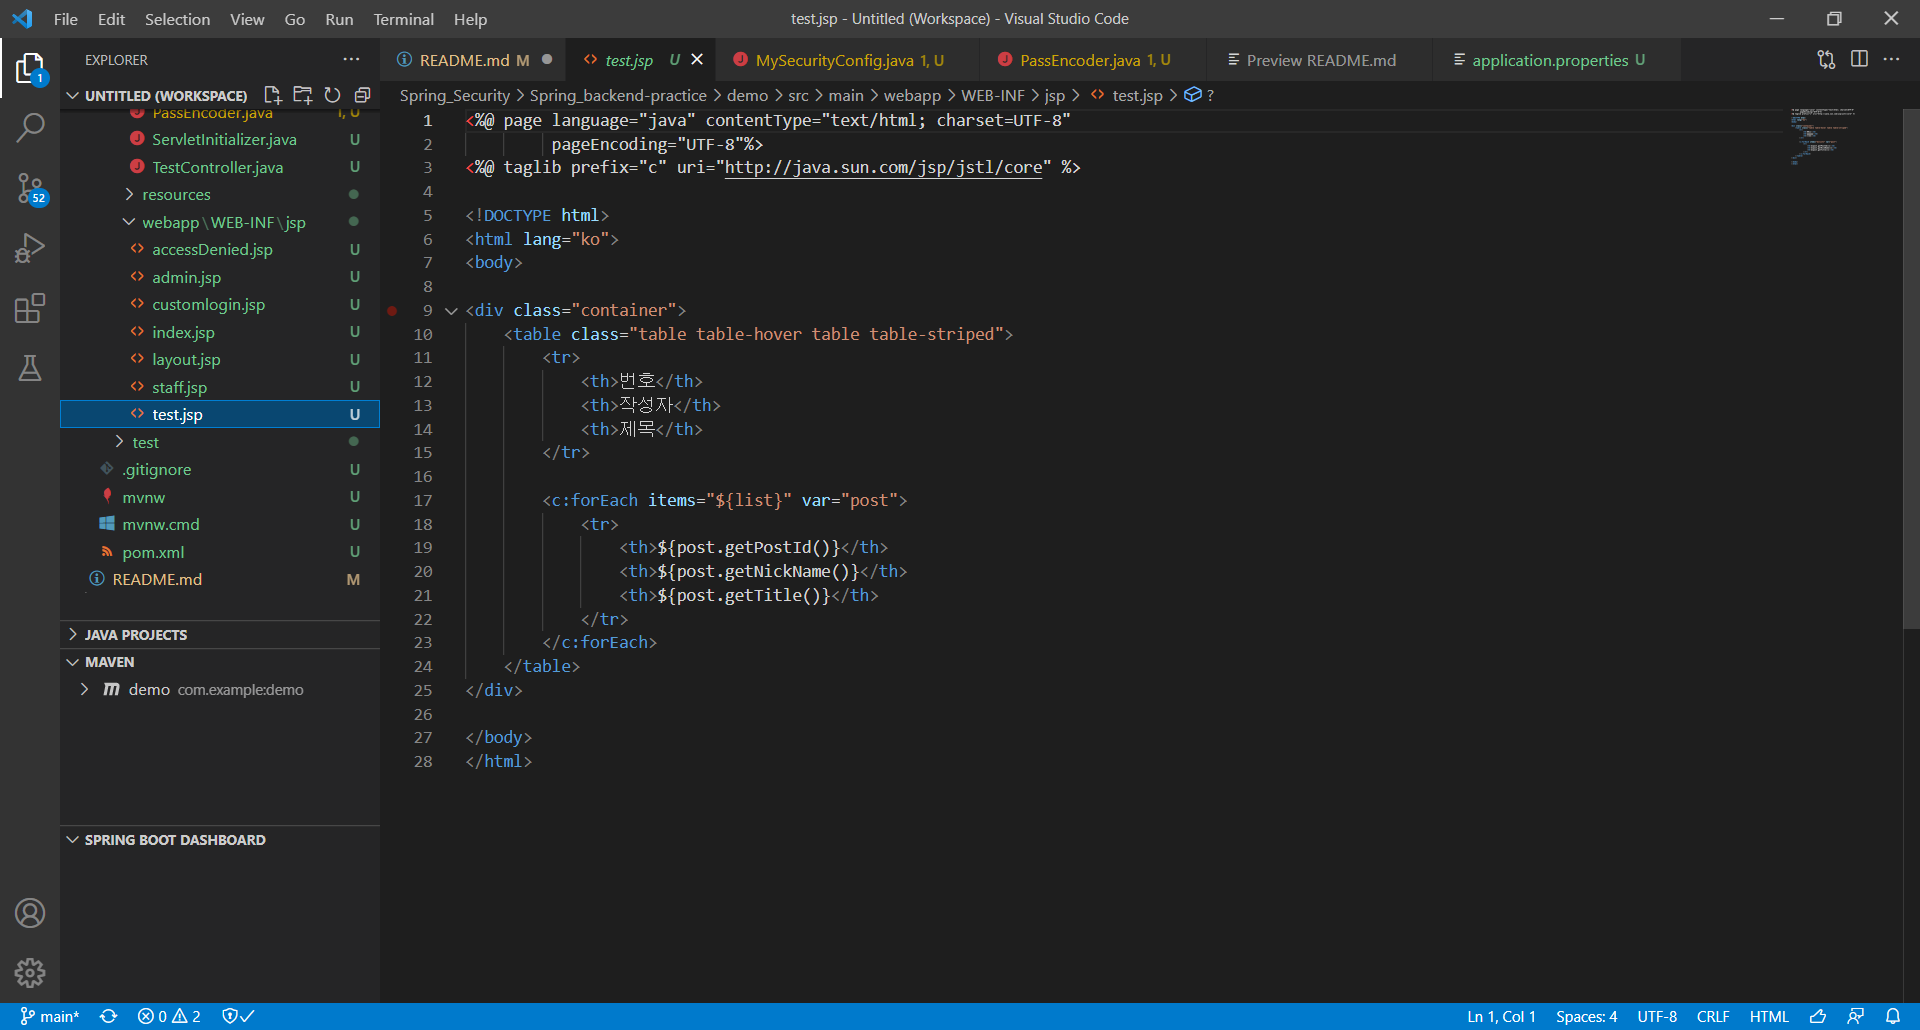 File Edit Selection View Go Run Terminal Help
test.jsp - Untitled (Workspace) - Visual Studio Code
EXPLORER
README.md M
test.jsp U
MySecurityConfig.java 1, U
PassEncoder.java 1, U
Preview README.md
application.properties U
1
UNTITLED (WORKSPACE)
Spring_Security > Spring_backend-practice > demo > src > main > webapp > WEB-INF > jsp > test.jsp > ?
PassEncoder.java 1, U
ServletInitializer.java U
TestController.java U
resources
52
webapp\WEB-INF\jsp
accessDenied.jsp U
admin.jsp U
customlogin.jsp U
index.jsp U
layout.jsp U
staff.jsp U
test.jsp U
test
.gitignore U
mvnw U
mvnw.cmd U
pom.xml U
README.md M
JAVA PROJECTS
MAVEN
demo com.example:demo
SPRING BOOT DASHBOARD
1 <%@ page language="java" contentType="text/html; charset=UTF-8"
2 pageEncoding="UTF-8"%>
3 <%@ taglib prefix="c" uri="http://java.sun.com/jsp/jstl/core" %>
4
5 <!DOCTYPE html>
6 <html lang="ko">
7 <body>
8
9 <div class="container">
10 <table class="table table-hover table table-striped">
11 <tr>
12 <th>번호</th>
13 <th>작성자</th>
14 <th>제목</th>
15 </tr>
16
17 <c:forEach items="${list}" var="post">
18 <tr>
19 <th>${post.getPostId()}</th>
20 <th>${post.getNickName()}</th>
21 <th>${post.getTitle()}</th>
22 </tr>
23 </c:forEach>
24 </table>
25 </div>
26
27 </body>
28 </html>
main* 0 2 Ln 1, Col 1 Spaces: 4 UTF-8 CRLF HTML